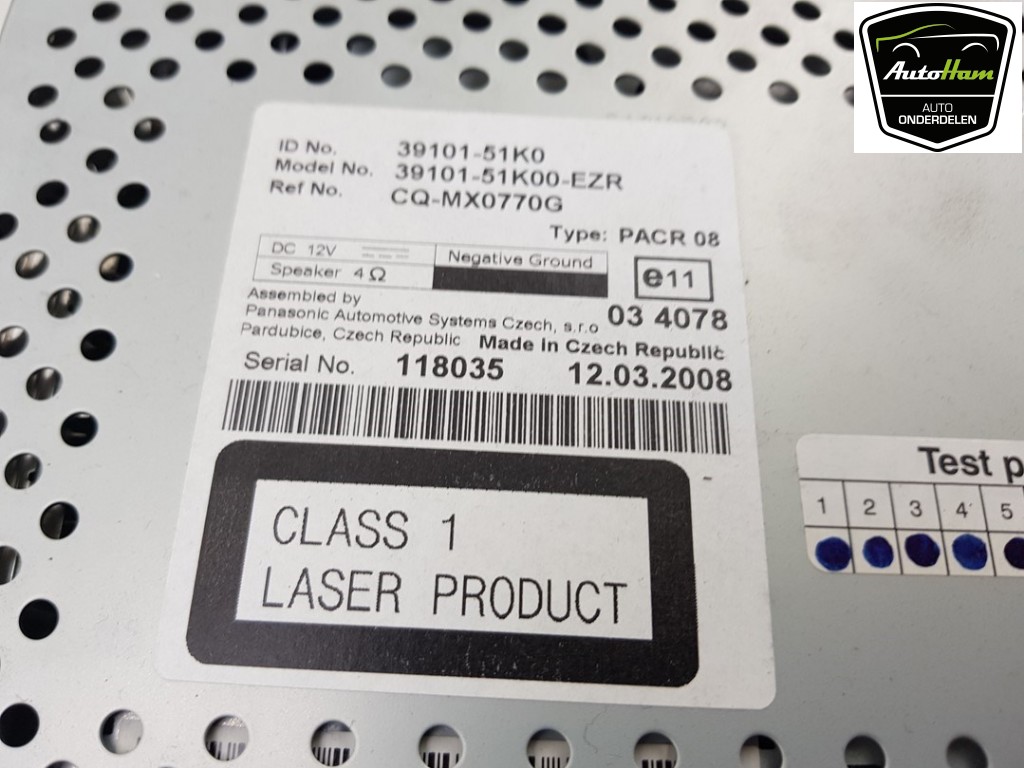 AutoHam
AUTO
ONDERDELEN
ID No. 39101-51K0
Model No. 39101-51K00-EZR
Ref No. CQ-MX0770G
Type: PACR 08
DC 12V
Negative Ground
Speaker 4Ω
e11
Assembled by
Panasonic Automotive Systems Czech, s.r.o
03 4078
Pardubice, Czech Republic Made in Czech Republic
Serial No. 118035 12.03.2008
CLASS 1
LASER PRODUCT
Test p
1 2 3 4 5